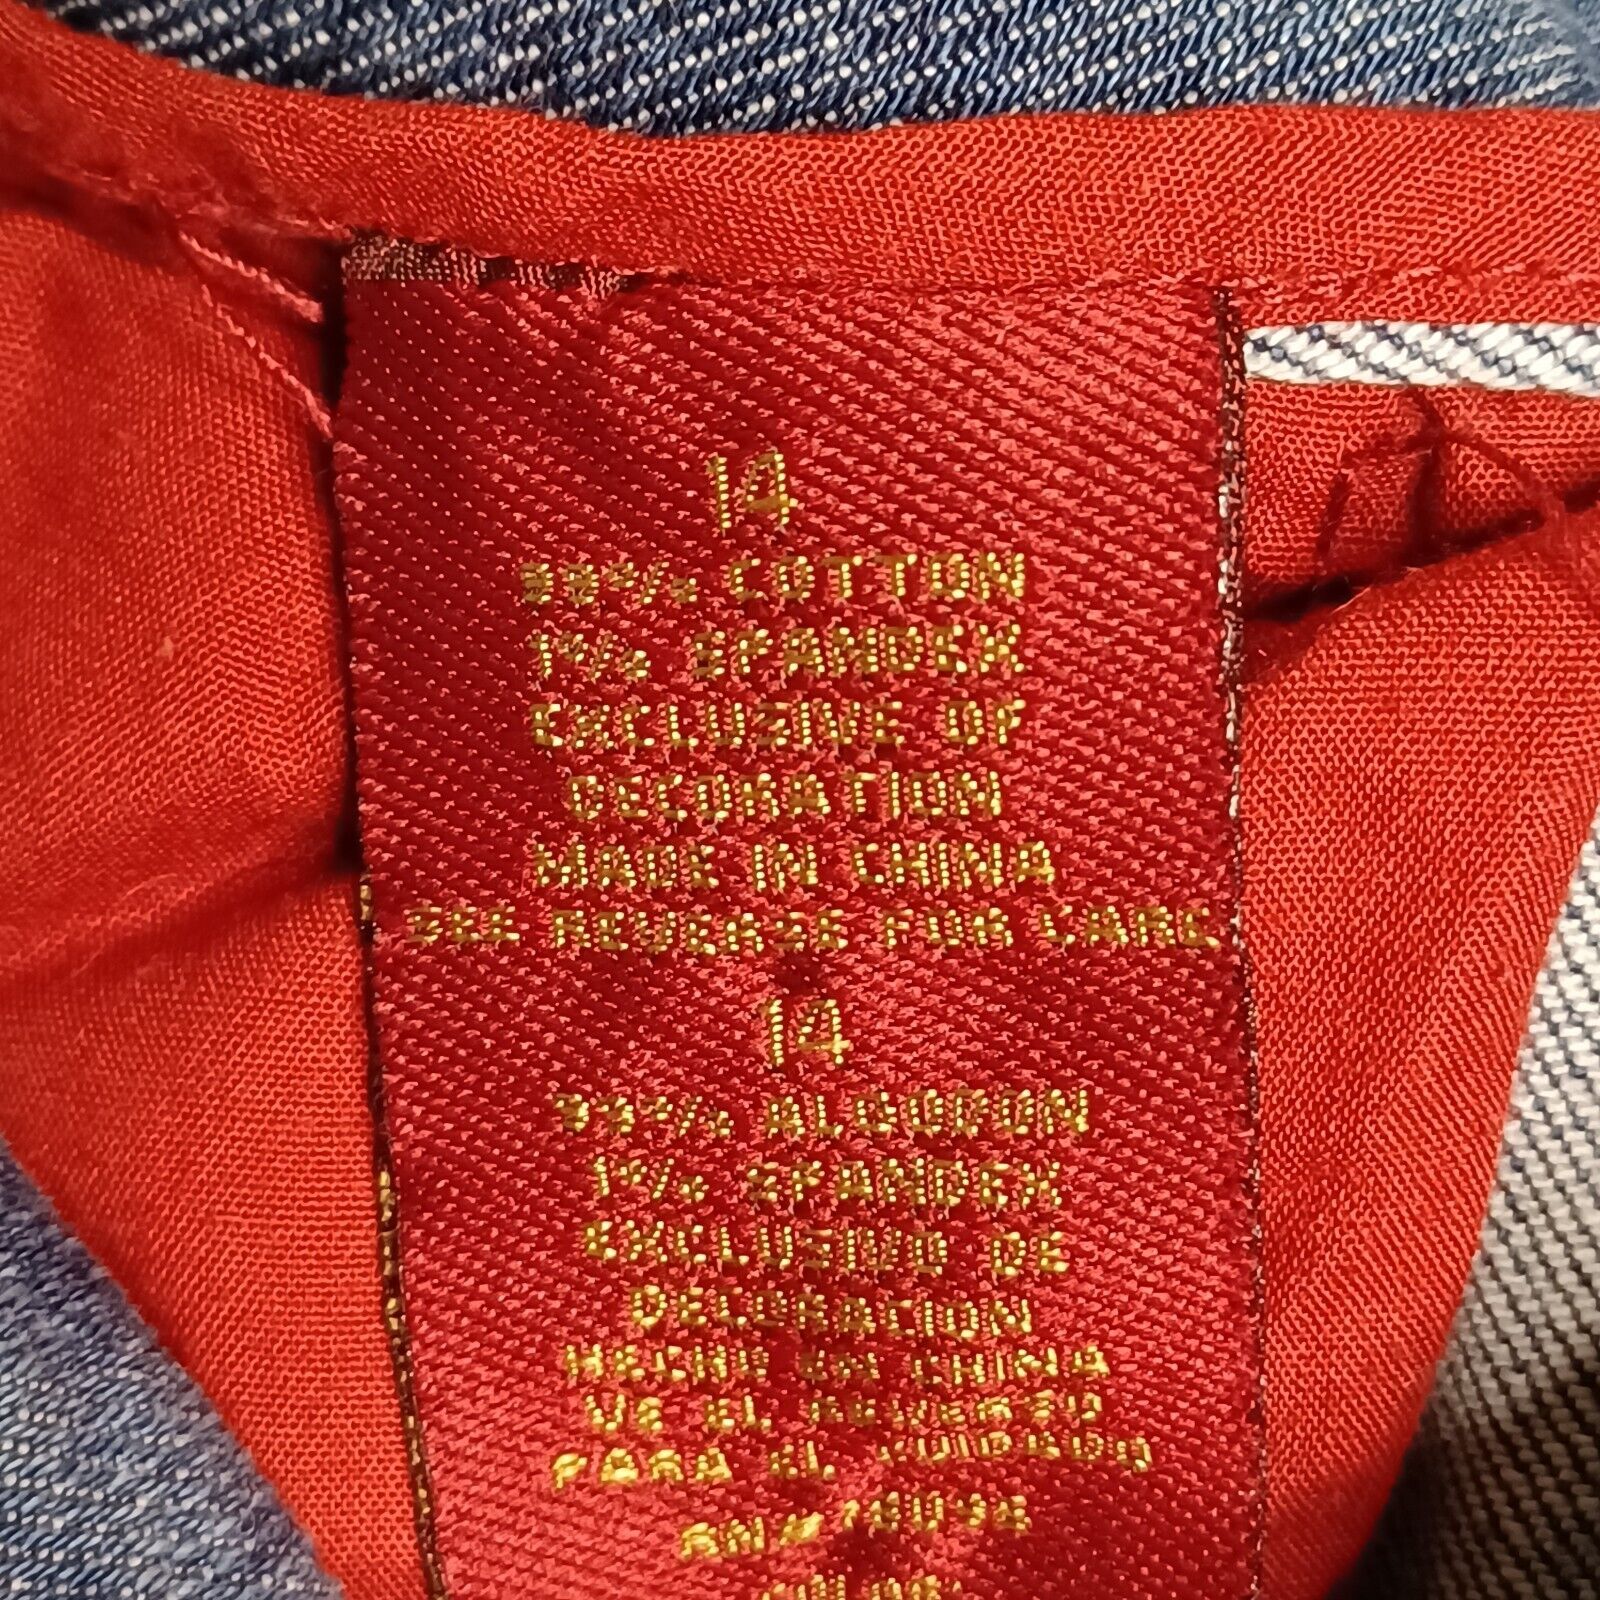 14
99% COTTON
1% SPANDEX
EXCLUSIVE OF
DECORATION
MADE IN CHINA
SEE REVERSE FOR CARE
14
99% ALGODON
1% SPANDEX
EXCLUSIVO DE
DECORACION
HECHO EN CHINA
VE EL REVERSO
PARA EL CUIDADO